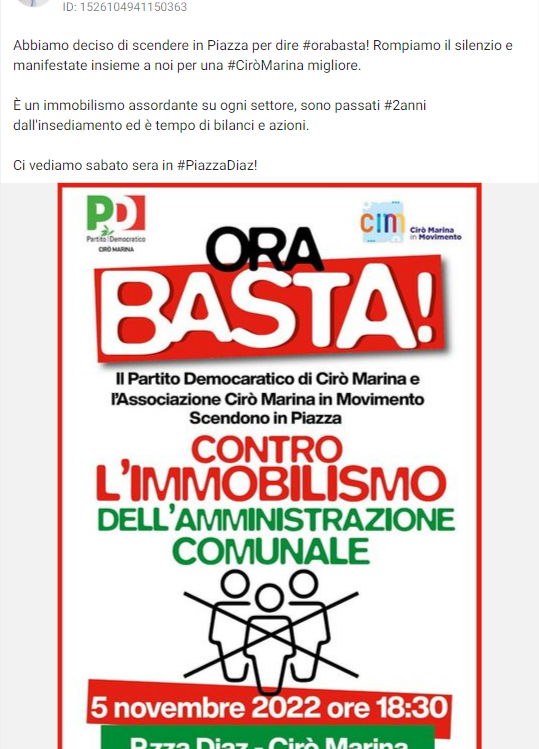 ID: 1526104941150363
Abbiamo deciso di scendere in Piazza per dire #orabasta! Rompiamo il silenzio e
manifestate insieme a noi per una #CiròMarina migliore.
È un immobilismo assordante su ogni settore, sono passati #2anni
dall'insediamento ed è tempo di bilanci e azioni.
Ci vediamo sabato sera in #PiazzaDiaz!
PD
Partito Democratico
CIRÒ MARINA
cim
Cirò Marina
in Movimento
ORA
BASTA!
Il Partito Democaratico di Cirò Marina e
l'Associazione Cirò Marina in Movimento
Scendono in Piazza
CONTRO
L'IMMOBILISMO
DELL'AMMINISTRAZIONE
COMUNALE
5 novembre 2022 ore 18:30
P.zza Diaz - Cirò Marina